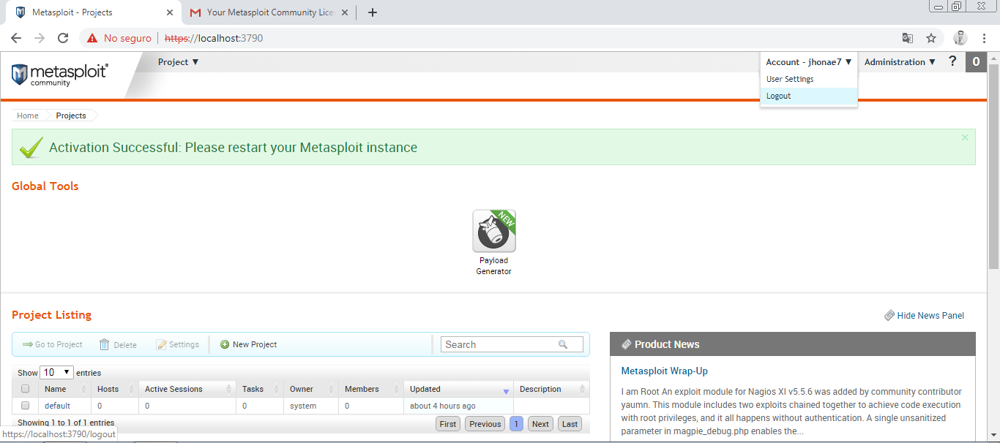 Metasploit - Projects
Your Metasploit Community Lice
No seguro
https://localhost:3790
metasploit
community
Project ▼
Account - jhonae7 ▼
Administration ▼
?
0
User Settings
Logout
Home
Projects
Activation Successful: Please restart your Metasploit instance
Global Tools
NEW
Payload
Generator
Project Listing
Hide News Panel
Go to Project
Delete
Settings
New Project
Search
Product News
Show 10 entries
Name Hosts Active Sessions Tasks Owner Members Updated Description
default 0 0 0 system 0 about 4 hours ago
Showing 1 to 1 of 1 entries
First Previous 1 Next Last
Metasploit Wrap-Up
I am Root An exploit module for Nagios XI v5.5.6 was added by community contributor
yaumn. This module includes two exploits chained together to achieve code execution
with root privileges, and it all happens without authentication. A single unsanitized
parameter in magpie_debug.php enables the...
https://localhost:3790/logout